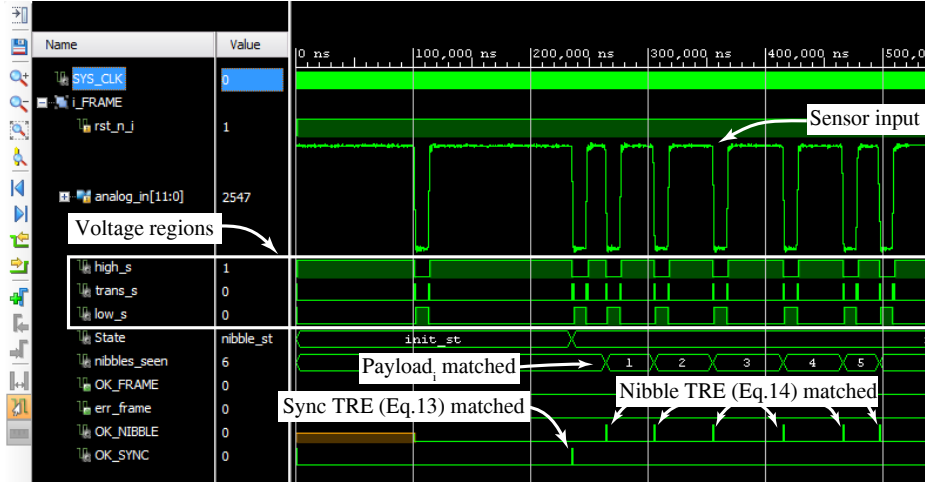 Name Value
0 ns 100,000 ns 200,000 ns 300,000 ns 400,000 ns 500,0
SYS_CLK 0
i_FRAME
rst_n_i 1
Sensor input
analog_in[11:0] 2547
Voltage regions
high_s 1
trans_s 0
low_s 0
State nibble_st init_st
nibbles_seen 6 1 2 3 4 5
Payload_i matched
OK_FRAME 0
Nibble TRE (Eq.14) matched
err_frame 0
Sync TRE (Eq.13) matched
OK_NIBBLE 0
OK_SYNC 0